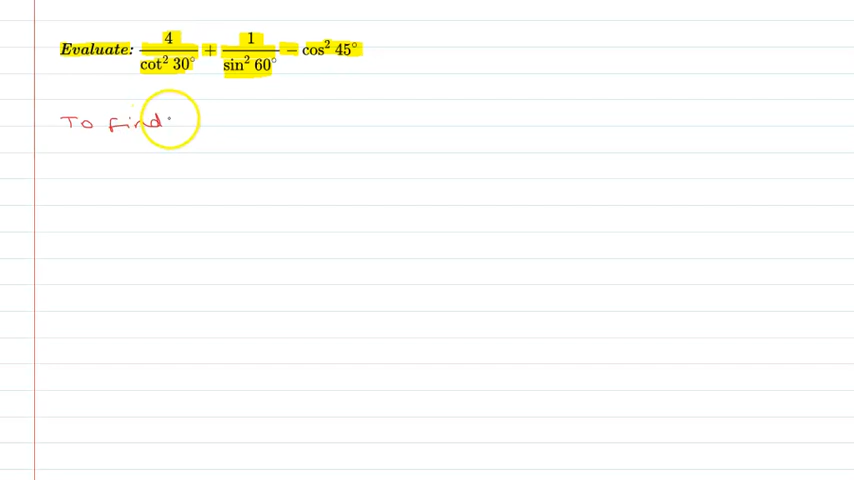 Evaluate: 4/cot² 30° + 1/sin² 60° − cos² 45°
To find: